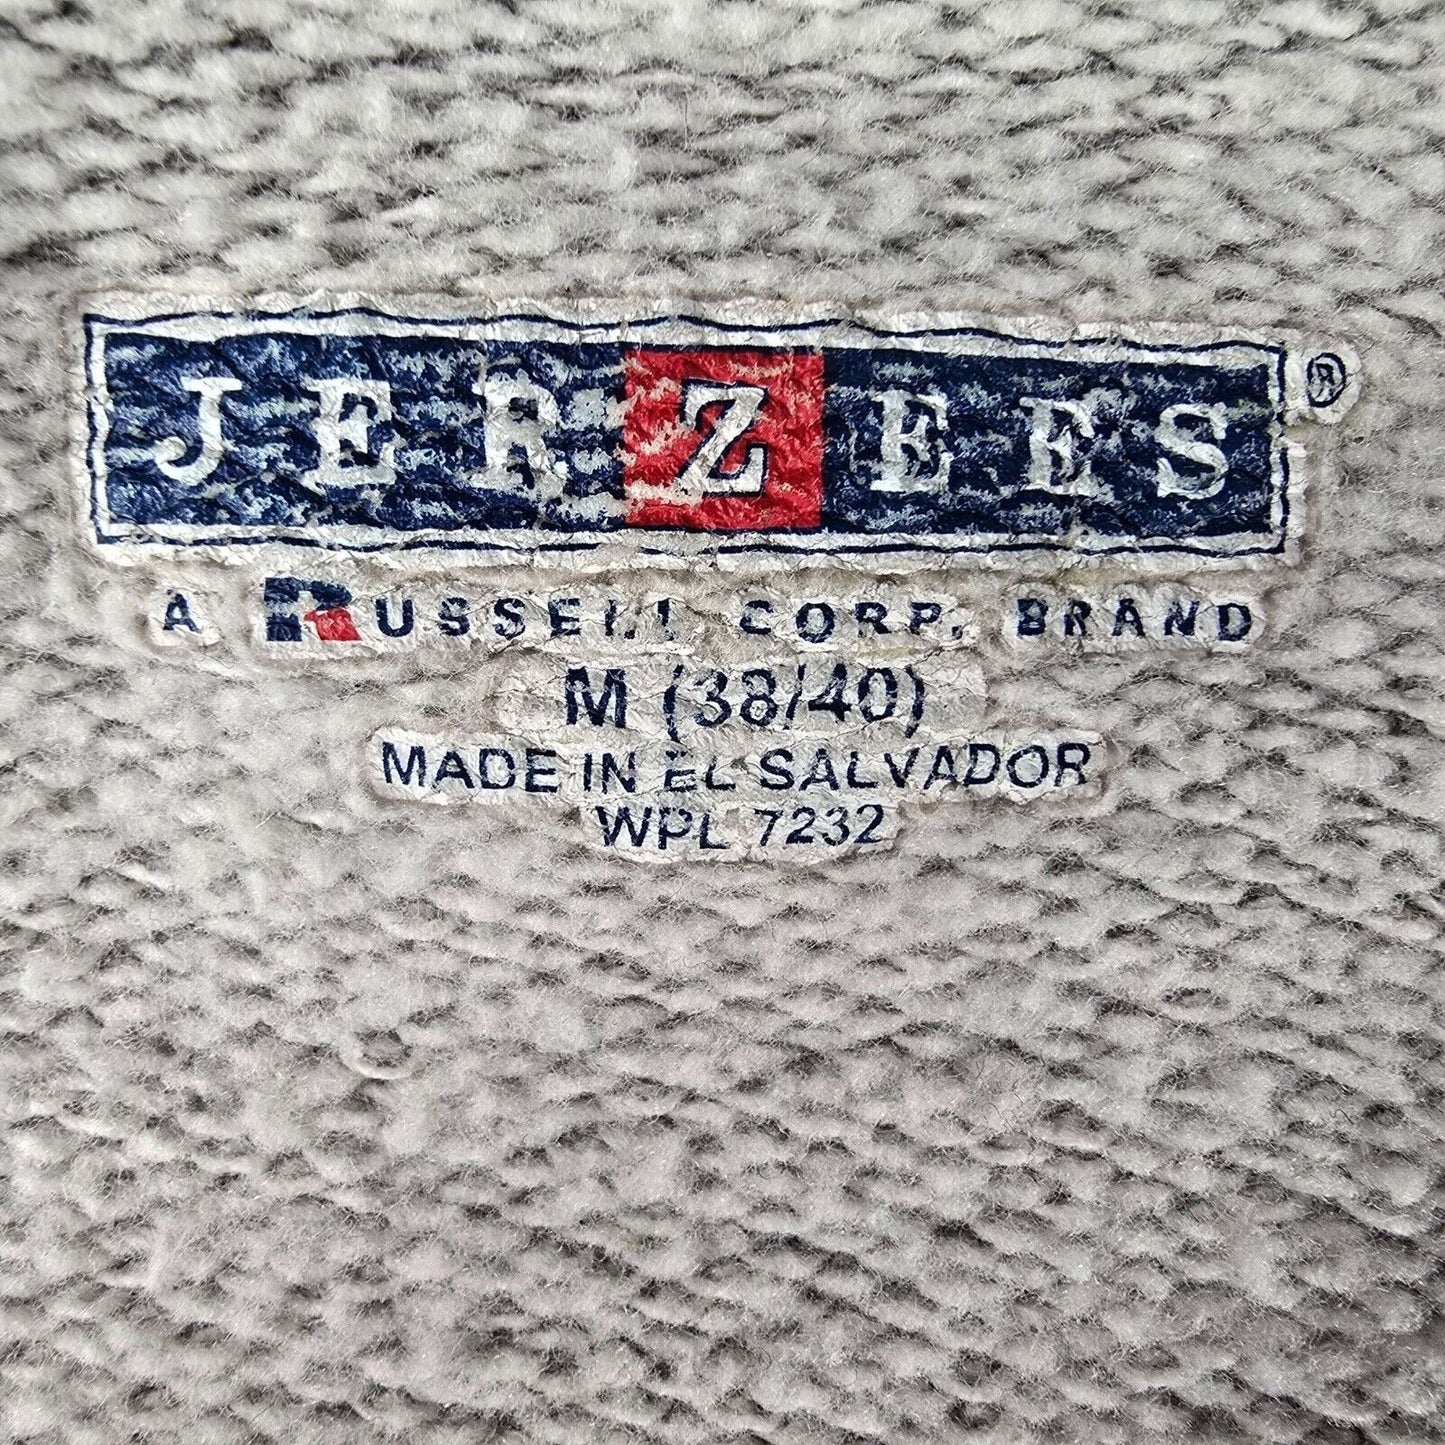 JERZEES®
A RUSSELL CORP. BRAND
M (38/40)
MADE IN EL SALVADOR
WPL 7232